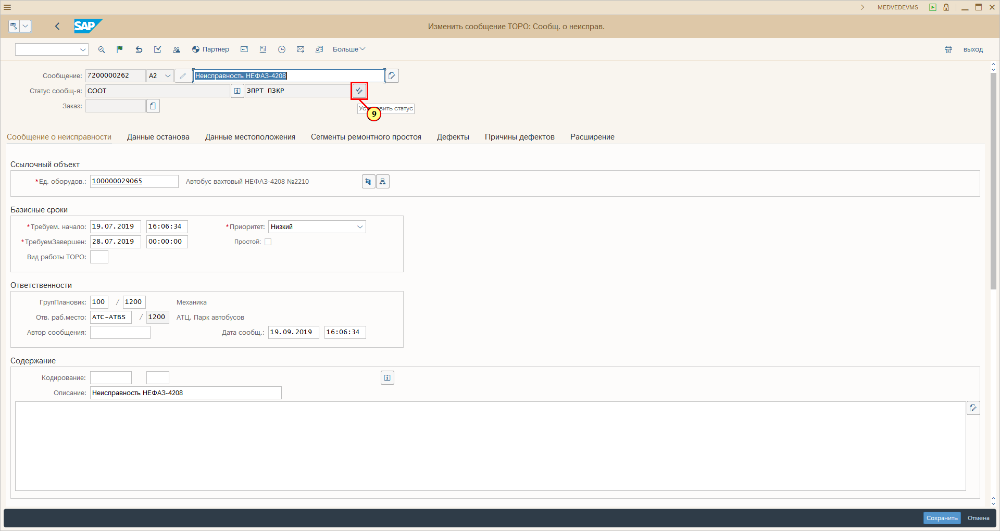 MEDVEDEVMS
SAP
Изменить сообщение ТОРО: Сообщ. о неисправ.
Партнер
Больше
выход
Сообщение: 7200000262 A2 Неисправность НЕФАЗ-4208
Статус сообщ-я: СООТ ЗПРТ ПЗКР
Заказ:
9
статус
Сообщение о неисправности Данные останова Данные местоположения Сегменты ремонтного простоя Дефекты Причины дефектов Расширение
Ссылочный объект
*Ед. оборудов.: 100000029065 Автобус вахтовый НЕФАЗ-4208 №2210
Базисные сроки
*Требуем. начало: 19.07.2019 16:06:34 *Приоритет: Низкий
*ТребуемЗавершен: 28.07.2019 00:00:00 Простой:
Вид работы ТОРО:
Ответственности
ГрупПлановик: 100 / 1200 Механика
Отв. раб.место: ATC-ATBS / 1200 АТЦ. Парк автобусов
Автор сообщения: Дата сообщ.: 19.09.2019 16:06:34
Содержание
Кодирование:
Описание: Неисправность НЕФАЗ-4208
Сохранить Отмена